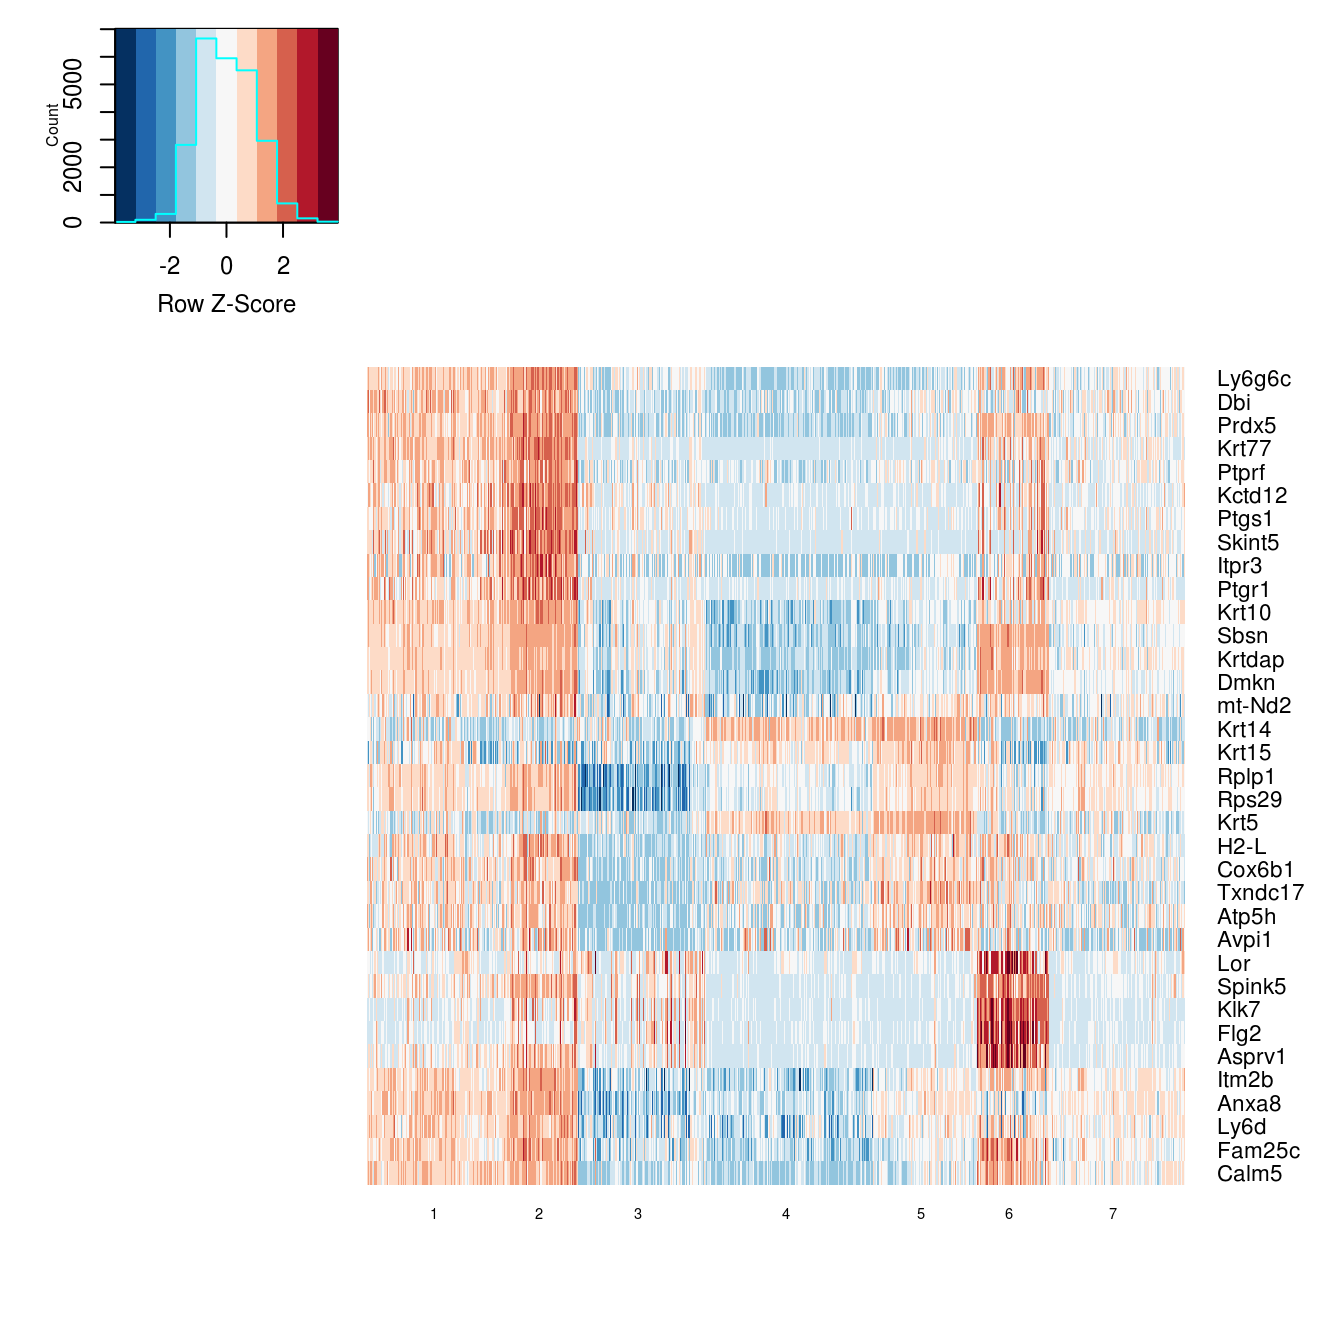 Count
0
2000
5000
-2 0 2
Row Z-Score
Ly6g6c
Dbi
Prdx5
Krt77
Ptprf
Kctd12
Ptgs1
Skint5
Itpr3
Ptgr1
Krt10
Sbsn
Krtdap
Dmkn
mt-Nd2
Krt14
Krt15
Rplp1
Rps29
Krt5
H2-L
Cox6b1
Txndc17
Atp5h
Avpi1
Lor
Spink5
Klk7
Flg2
Asprv1
Itm2b
Anxa8
Ly6d
Fam25c
Calm5
1 2 3 4 5 6 7